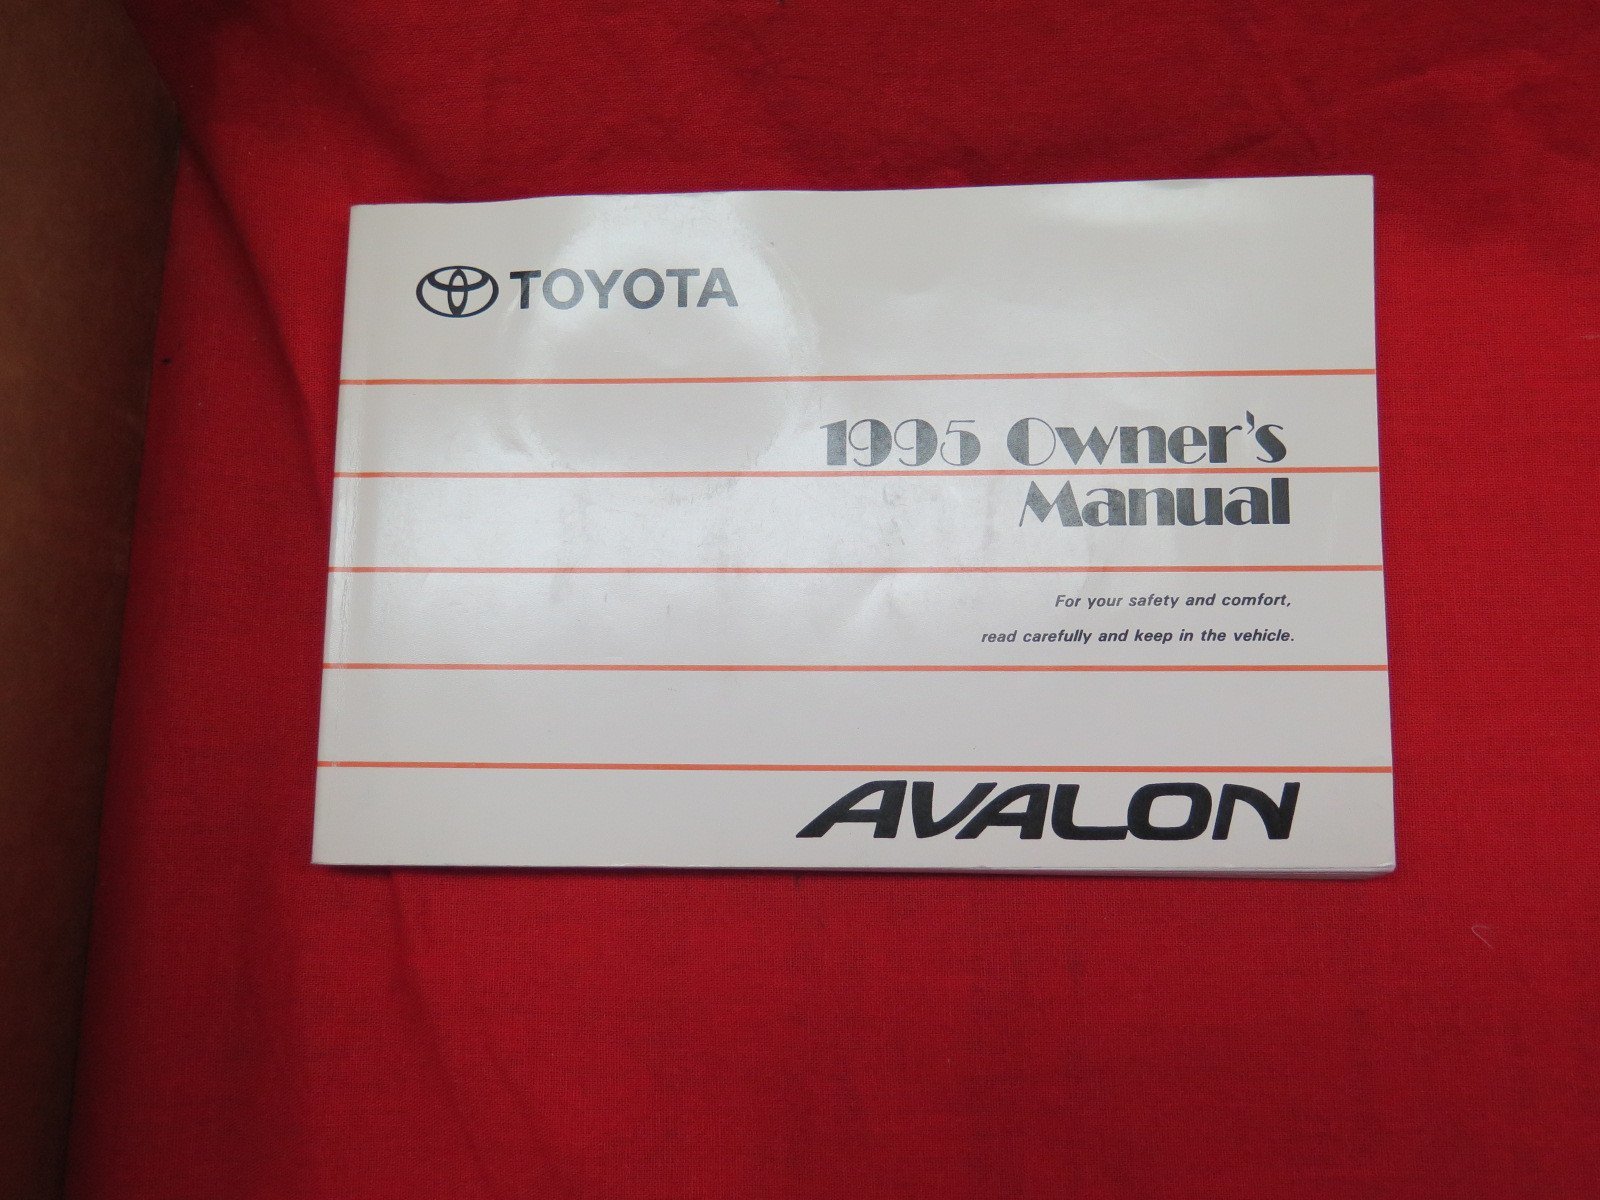 TOYOTA
1995 Owner's
Manual
For your safety and comfort,
read carefully and keep in the vehicle.
AVALON